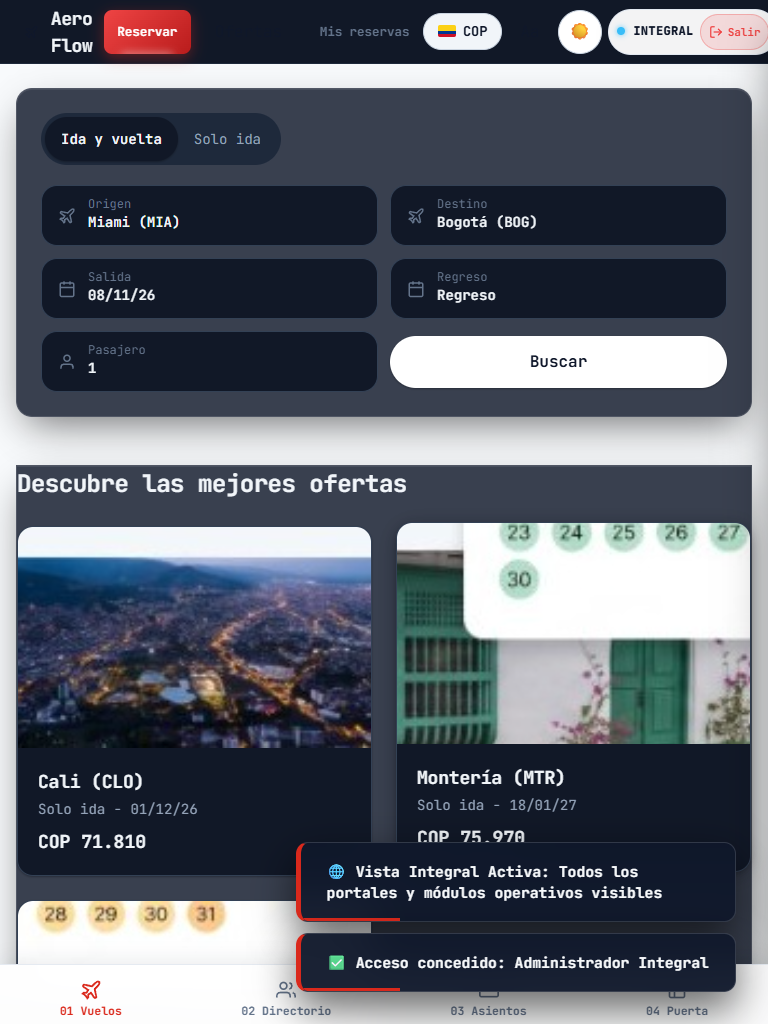 Aero
Flow
Reservar
Mis reservas
COP
INTEGRAL
Salir
Ida y vuelta
Solo ida
Origen
Miami (MIA)
Destino
Bogotá (BOG)
Salida
08/11/26
Regreso
Regreso
Pasajero
1
Buscar
Descubre las mejores ofertas
23 24 25 26 27
30
Cali (CLO)
Solo ida - 01/12/26
COP 71.810
Montería (MTR)
Solo ida - 18/01/27
COP 75.970
28 29 30 31
Vista Integral Activa: Todos los
portales y módulos operativos visibles
Acceso concedido: Administrador Integral
01 Vuelos
02 Directorio
03 Asientos
04 Puerta